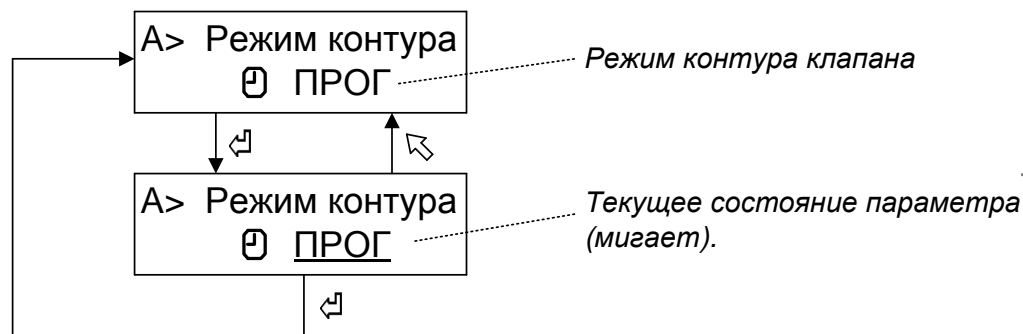 A> Режим контура
ПРОГ
Режим контура клапана
A> Режим контура
ПРОГ
Текущее состояние параметра
(мигает).